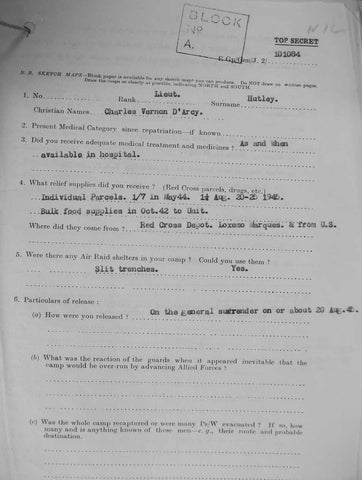 BLOCK
No
A.
NIL
TOP SECRET
101084
E Gp/Gen/J. 2/
N. B. SKETCH MAPS—Block paper is available for any sketch maps you can produce. Do NOT draw on written pages.
Draw the maps as clearly as possible, indicating NORTH and SOUTH.
1. No. Rank Lieut. Surname Hutley.
Christian Names Charles Vernon D'Arcy.
2. Present Medical Category since repatriation—if known
3. Did you receive adequate medical treatment and medicines? As and When
available in hospital.
4. What relief supplies did you receive? (Red Cross parcels, drugs, etc.)
Individual Parcels. 1/7 in May44. 1½ Aug. 20-25 1945.
Bulk food supplies in Oct.42 to Unit.
Where did they come from? Red Cross Depot. Loxemo Marques. & from U.S.
5. Were there any Air Raid shelters in your camp? Could you use them?
Slit trenches. Yes.
6. Particulars of release:
(a) How were you released? On the general surrender on or about 20 Aug.45.
(b) What was the reaction of the guards when it appeared inevitable that the
camp would be over-run by advancing Allied Forces?
(c) Was the whole camp recaptured or were many Ps/W evacuated? If so, how
many and is anything known of these men—e.g., their route and probable
destination.